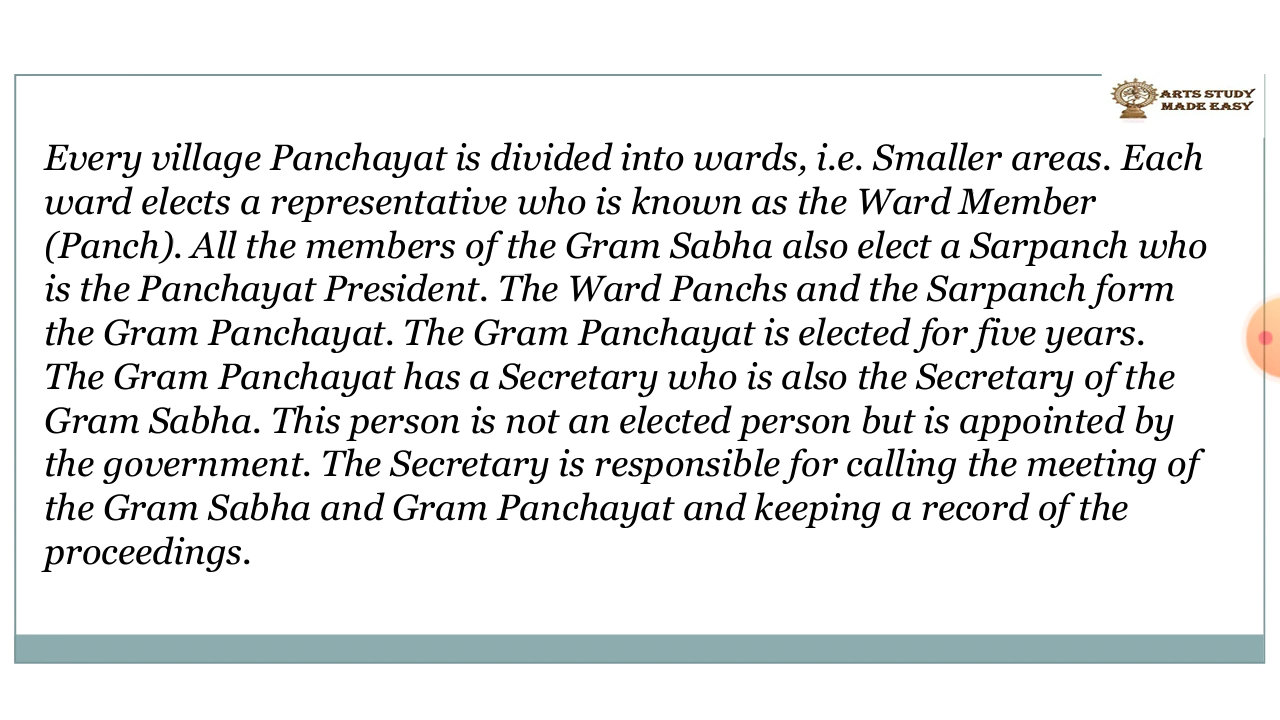 ARTS STUDY
MADE EASY
Every village Panchayat is divided into wards, i.e. Smaller areas. Each
ward elects a representative who is known as the Ward Member
(Panch). All the members of the Gram Sabha also elect a Sarpanch who
is the Panchayat President. The Ward Panchs and the Sarpanch form
the Gram Panchayat. The Gram Panchayat is elected for five years.
The Gram Panchayat has a Secretary who is also the Secretary of the
Gram Sabha. This person is not an elected person but is appointed by
the government. The Secretary is responsible for calling the meeting of
the Gram Sabha and Gram Panchayat and keeping a record of the
proceedings.